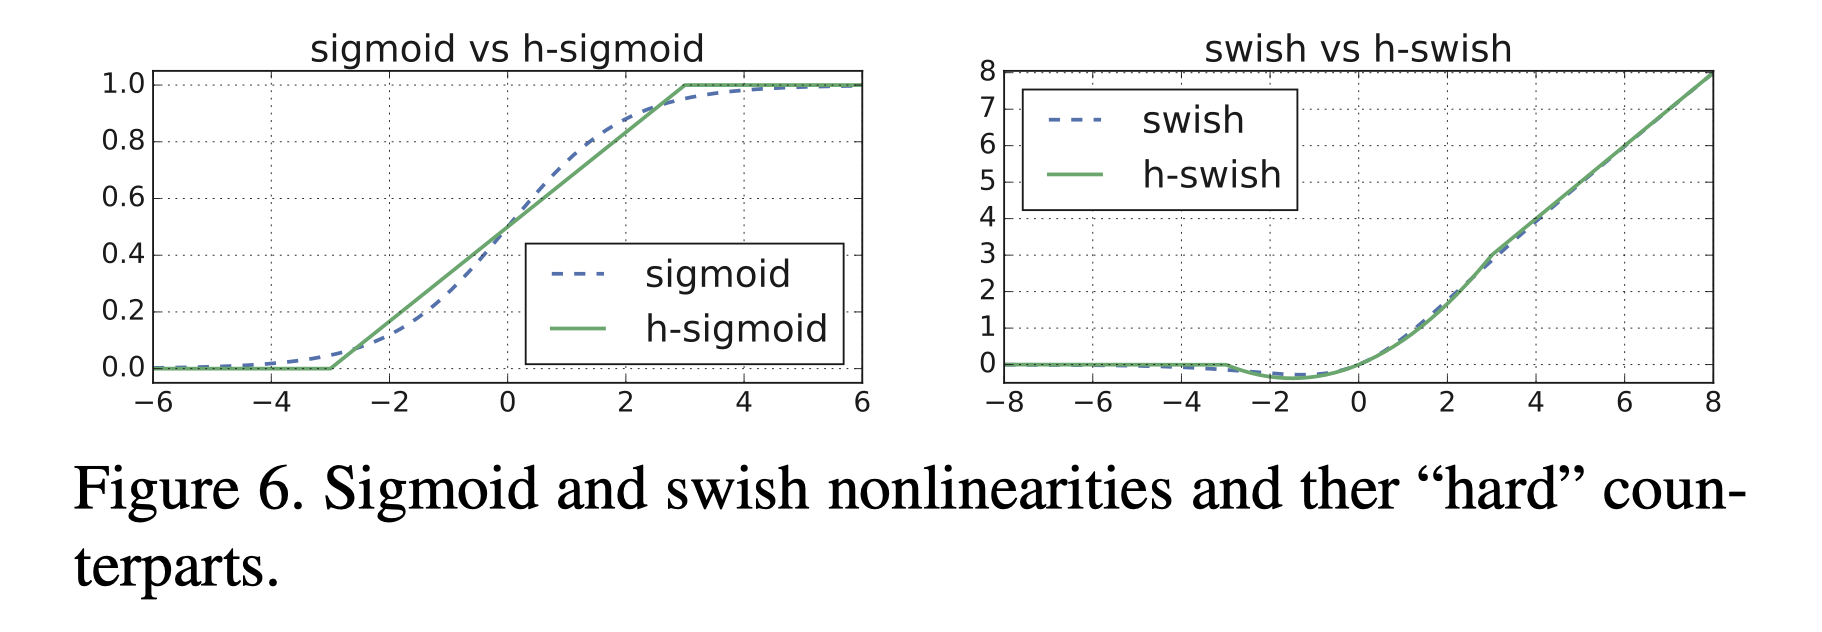 sigmoid vs h-sigmoid
1.0
0.8
0.6
0.4
0.2
0.0
−6 −4 −2 0 2 4 6
sigmoid
h-sigmoid
swish vs h-swish
8
7
6
5
4
3
2
1
0
−8 −6 −4 −2 0 2 4 6 8
swish
h-swish
Figure 6. Sigmoid and swish nonlinearities and ther “hard” coun-
terparts.